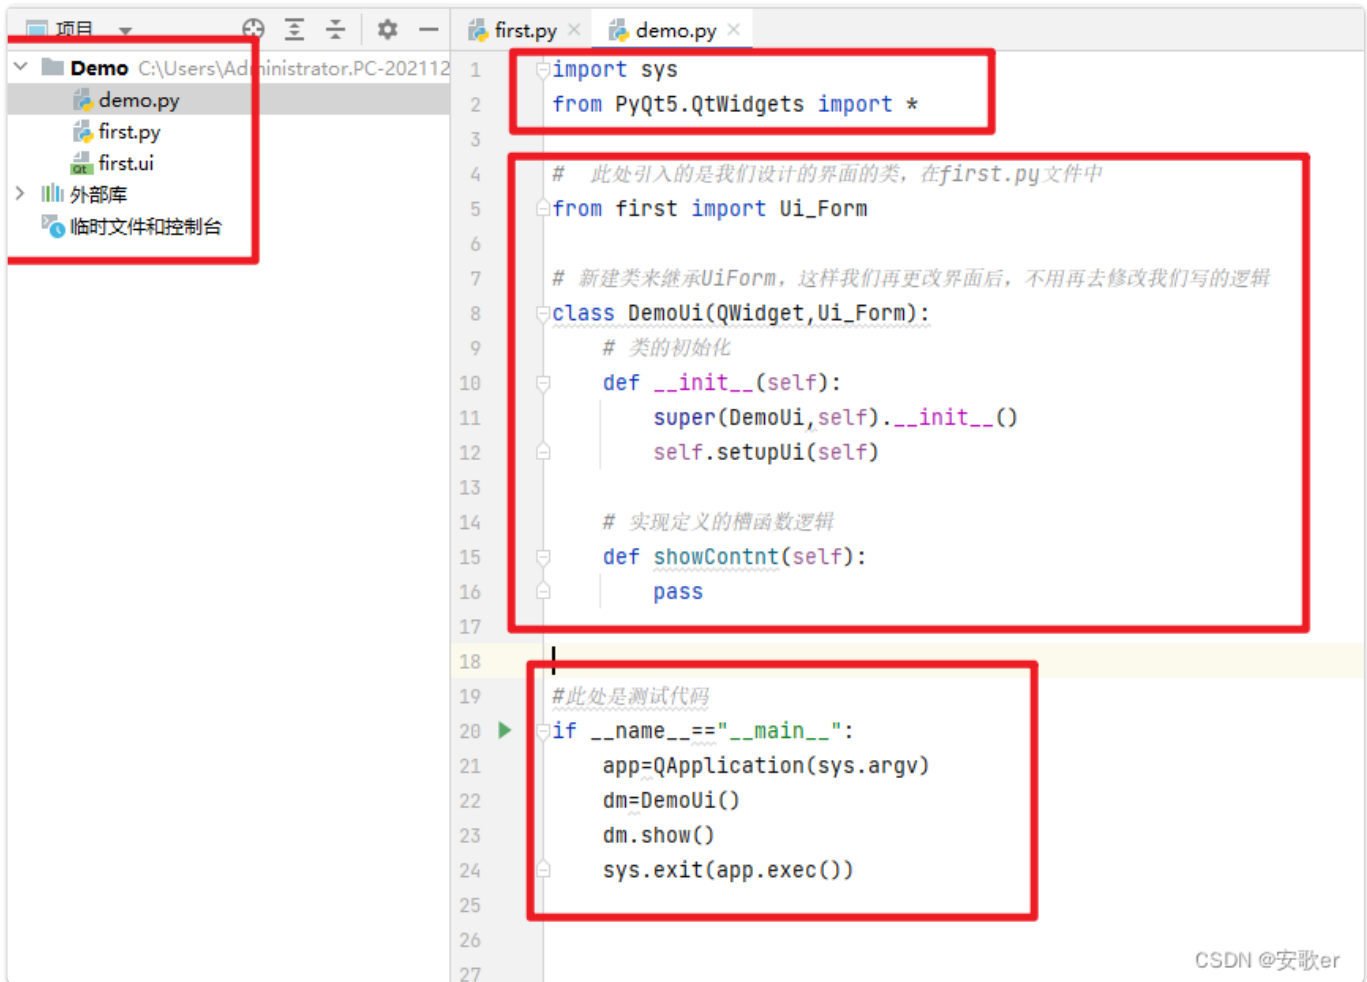 项目
Demo C:\Users\Administrator.PC-202112
demo.py
first.py
first.ui
外部库
临时文件和控制台
first.py demo.py
1 import sys
2 from PyQt5.QtWidgets import *
3
4 # 此处引入的是我们设计的界面的类，在first.py文件中
5 from first import Ui_Form
6
7 # 新建类来继承UiForm，这样我们再更改界面后，不用再去修改我们写的逻辑
8 class DemoUi(QWidget,Ui_Form):
9 # 类的初始化
10 def __init__(self):
11 super(DemoUi,self).__init__()
12 self.setupUi(self)
13
14 # 实现定义的槽函数逻辑
15 def showContnt(self):
16 pass
17
18
19 #此处是测试代码
20 if __name__=="__main__":
21 app=QApplication(sys.argv)
22 dm=DemoUi()
23 dm.show()
24 sys.exit(app.exec())
25
26
27
CSDN @安歌er